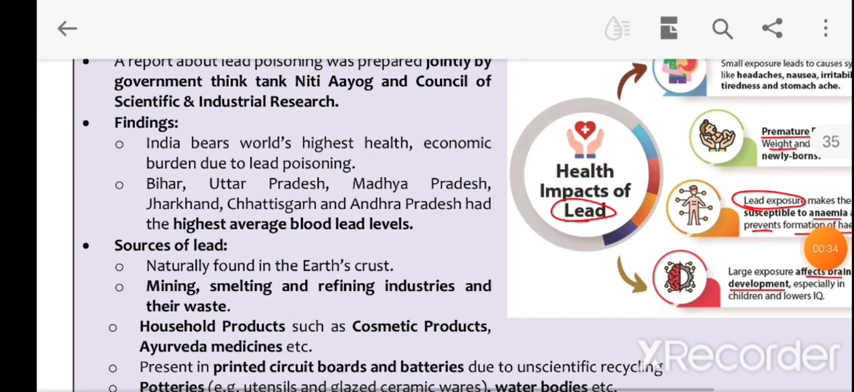 A report about lead poisoning was prepared jointly by
government think tank Niti Aayog and Council of
Scientific & Industrial Research.
• Findings:
o India bears world's highest health, economic
burden due to lead poisoning.
o Bihar, Uttar Pradesh, Madhya Pradesh,
Jharkhand, Chhattisgarh and Andhra Pradesh had
the highest average blood lead levels.
• Sources of lead:
o Naturally found in the Earth's crust.
o Mining, smelting and refining industries and
their waste.
o Household Products such as Cosmetic Products,
Ayurveda medicines etc.
o Present in printed circuit boards and batteries due to unscientific recycling
o Potteries (e.g. utensils and glazed ceramic wares), water bodies etc.
Health
Impacts of
Lead
Small exposure leads to causes sy
like headaches, nausea, irritabil
tiredness and stomach ache.
Premature
Weight and
newly-borns.
35
Lead exposure makes the
susceptible to anaemia
prevents formation of hae
00:34
Large exposure affects brain
development, especially in
children and lowers IQ.
XRecorder